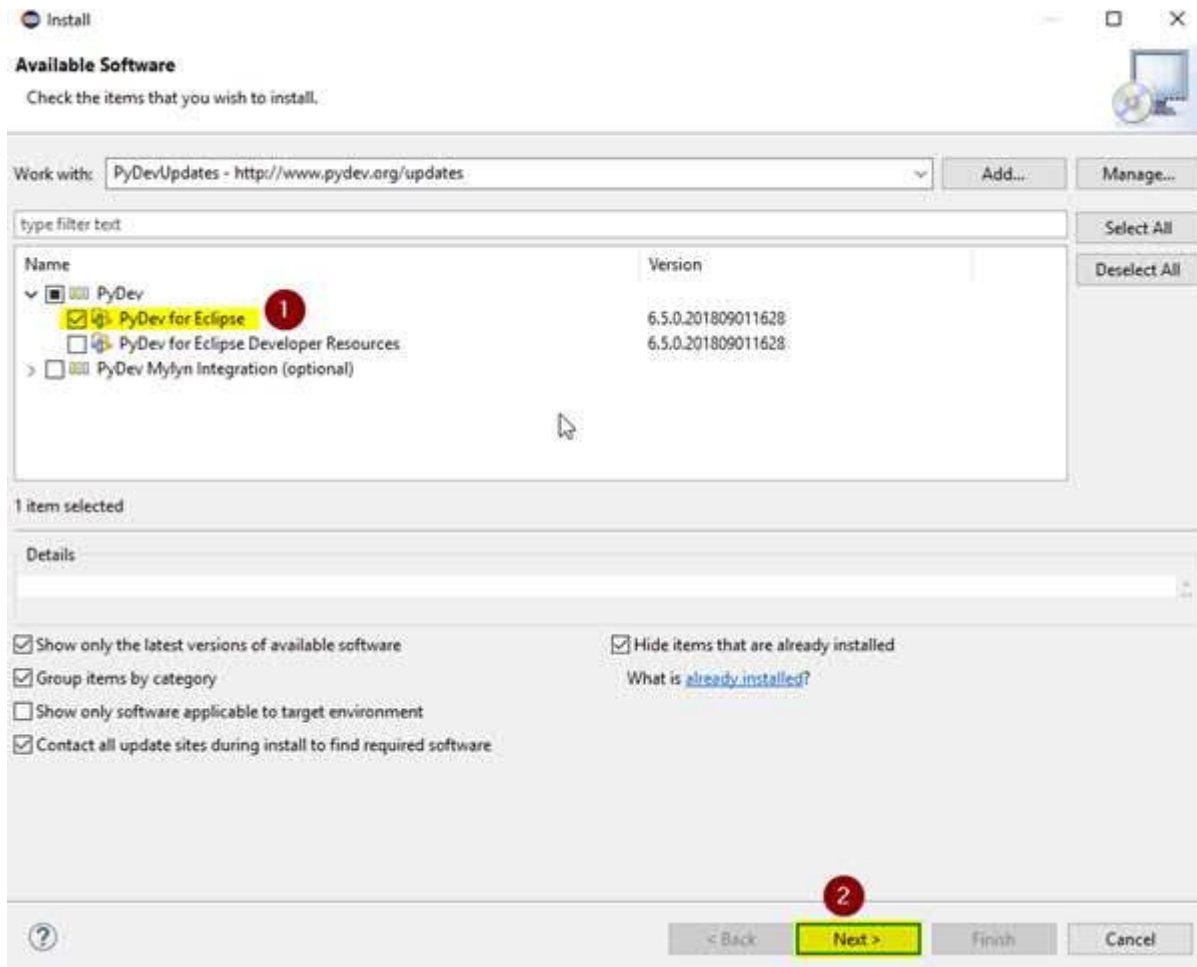 Install
Available Software
Check the items that you wish to install.
Work with: PyDevUpdates - http://www.pydev.org/updates Add... Manage...
type filter text Select All
Name Version Deselect All
PyDev
PyDev for Eclipse 6.5.0.201809011628
1
PyDev for Eclipse Developer Resources 6.5.0.201809011628
PyDev Mylyn Integration (optional)
1 item selected
Details
Show only the latest versions of available software Hide items that are already installed
Group items by category What is already installed?
Show only software applicable to target environment
Contact all update sites during install to find required software
2
? < Back Next > Finish Cancel